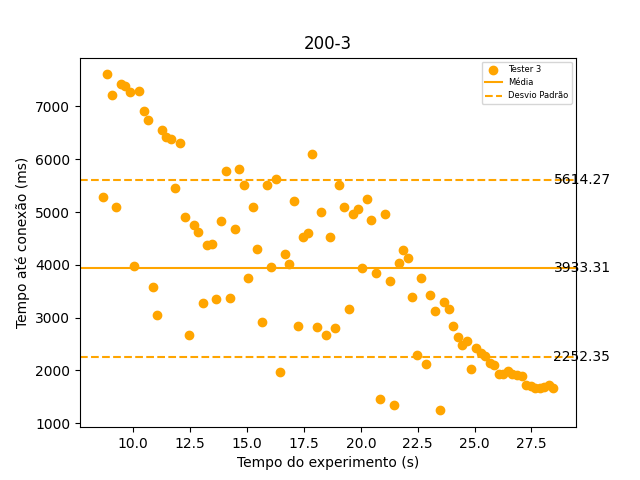 200-3
Tester 3
Média
Desvio Padrão
Tempo até conexão (ms)
7000
6000
5000
4000
3000
2000
1000
5614.27
3933.31
2252.35
10.0 12.5 15.0 17.5 20.0 22.5 25.0 27.5
Tempo do experimento (s)